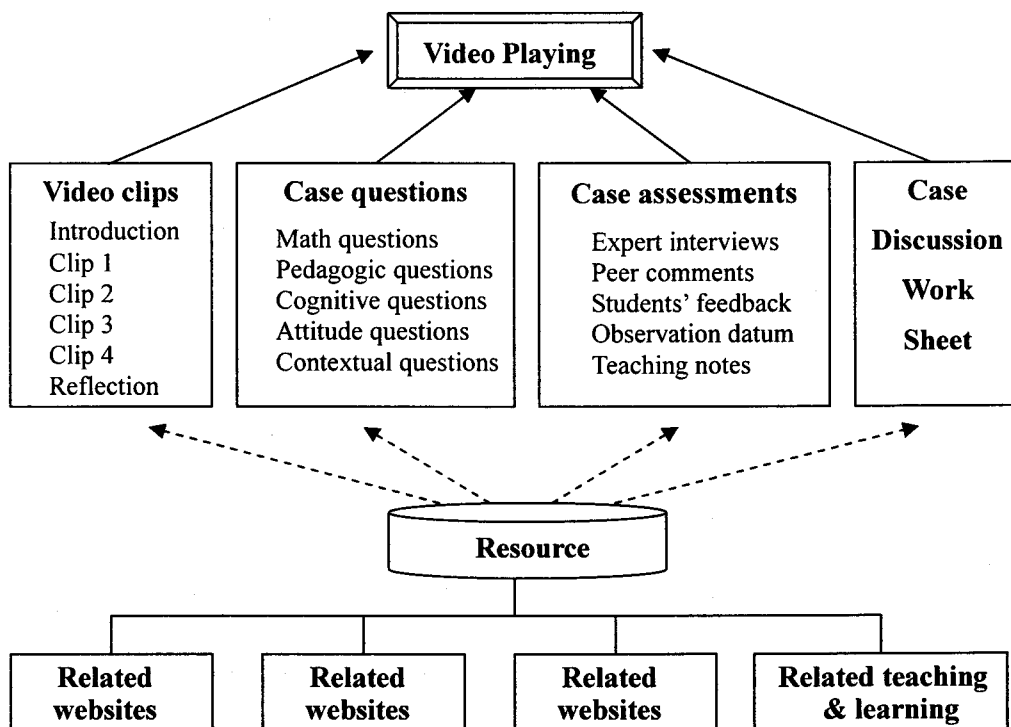 Video Playing
Video clips
Introduction
Clip 1
Clip 2
Clip 3
Clip 4
Reflection
Case questions
Math questions
Pedagogic questions
Cognitive questions
Attitude questions
Contextual questions
Case assessments
Expert interviews
Peer comments
Students' feedback
Observation datum
Teaching notes
Case
Discussion
Work
Sheet
Resource
Related
websites
Related
websites
Related
websites
Related teaching
& learning